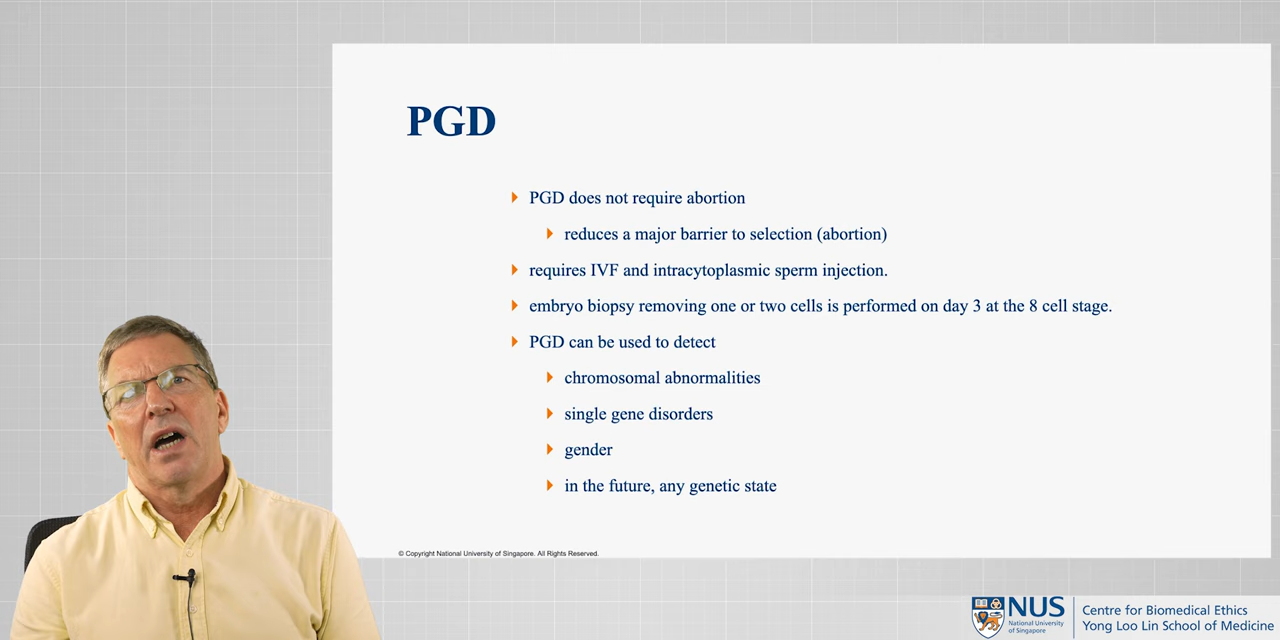 PGD
PGD does not require abortion
reduces a major barrier to selection (abortion)
requires IVF and intracytoplasmic sperm injection.
embryo biopsy removing one or two cells is performed on day 3 at the 8 cell stage.
PGD can be used to detect
chromosomal abnormalities
single gene disorders
gender
in the future, any genetic state
© Copyright National University of Singapore. All Rights Reserved.
NUS
National University
of Singapore
Centre for Biomedical Ethics
Yong Loo Lin School of Medicine